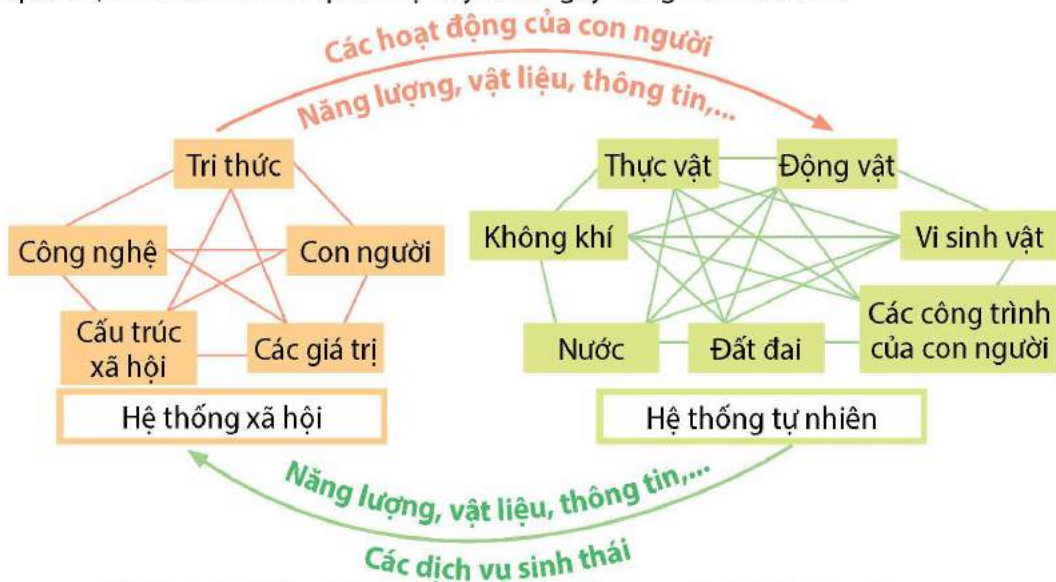 Các hoạt động của con người
Năng lượng, vật liệu, thông tin,...
Tri thức
Công nghệ
Con người
Cấu trúc
xã hội
Các giá trị
Hệ thống xã hội
Thực vật
Động vật
Không khí
Vi sinh vật
Nước
Đất đai
Các công trình
của con người
Hệ thống tự nhiên
Năng lượng, vật liệu, thông tin,...
Các dịch vụ sinh thái